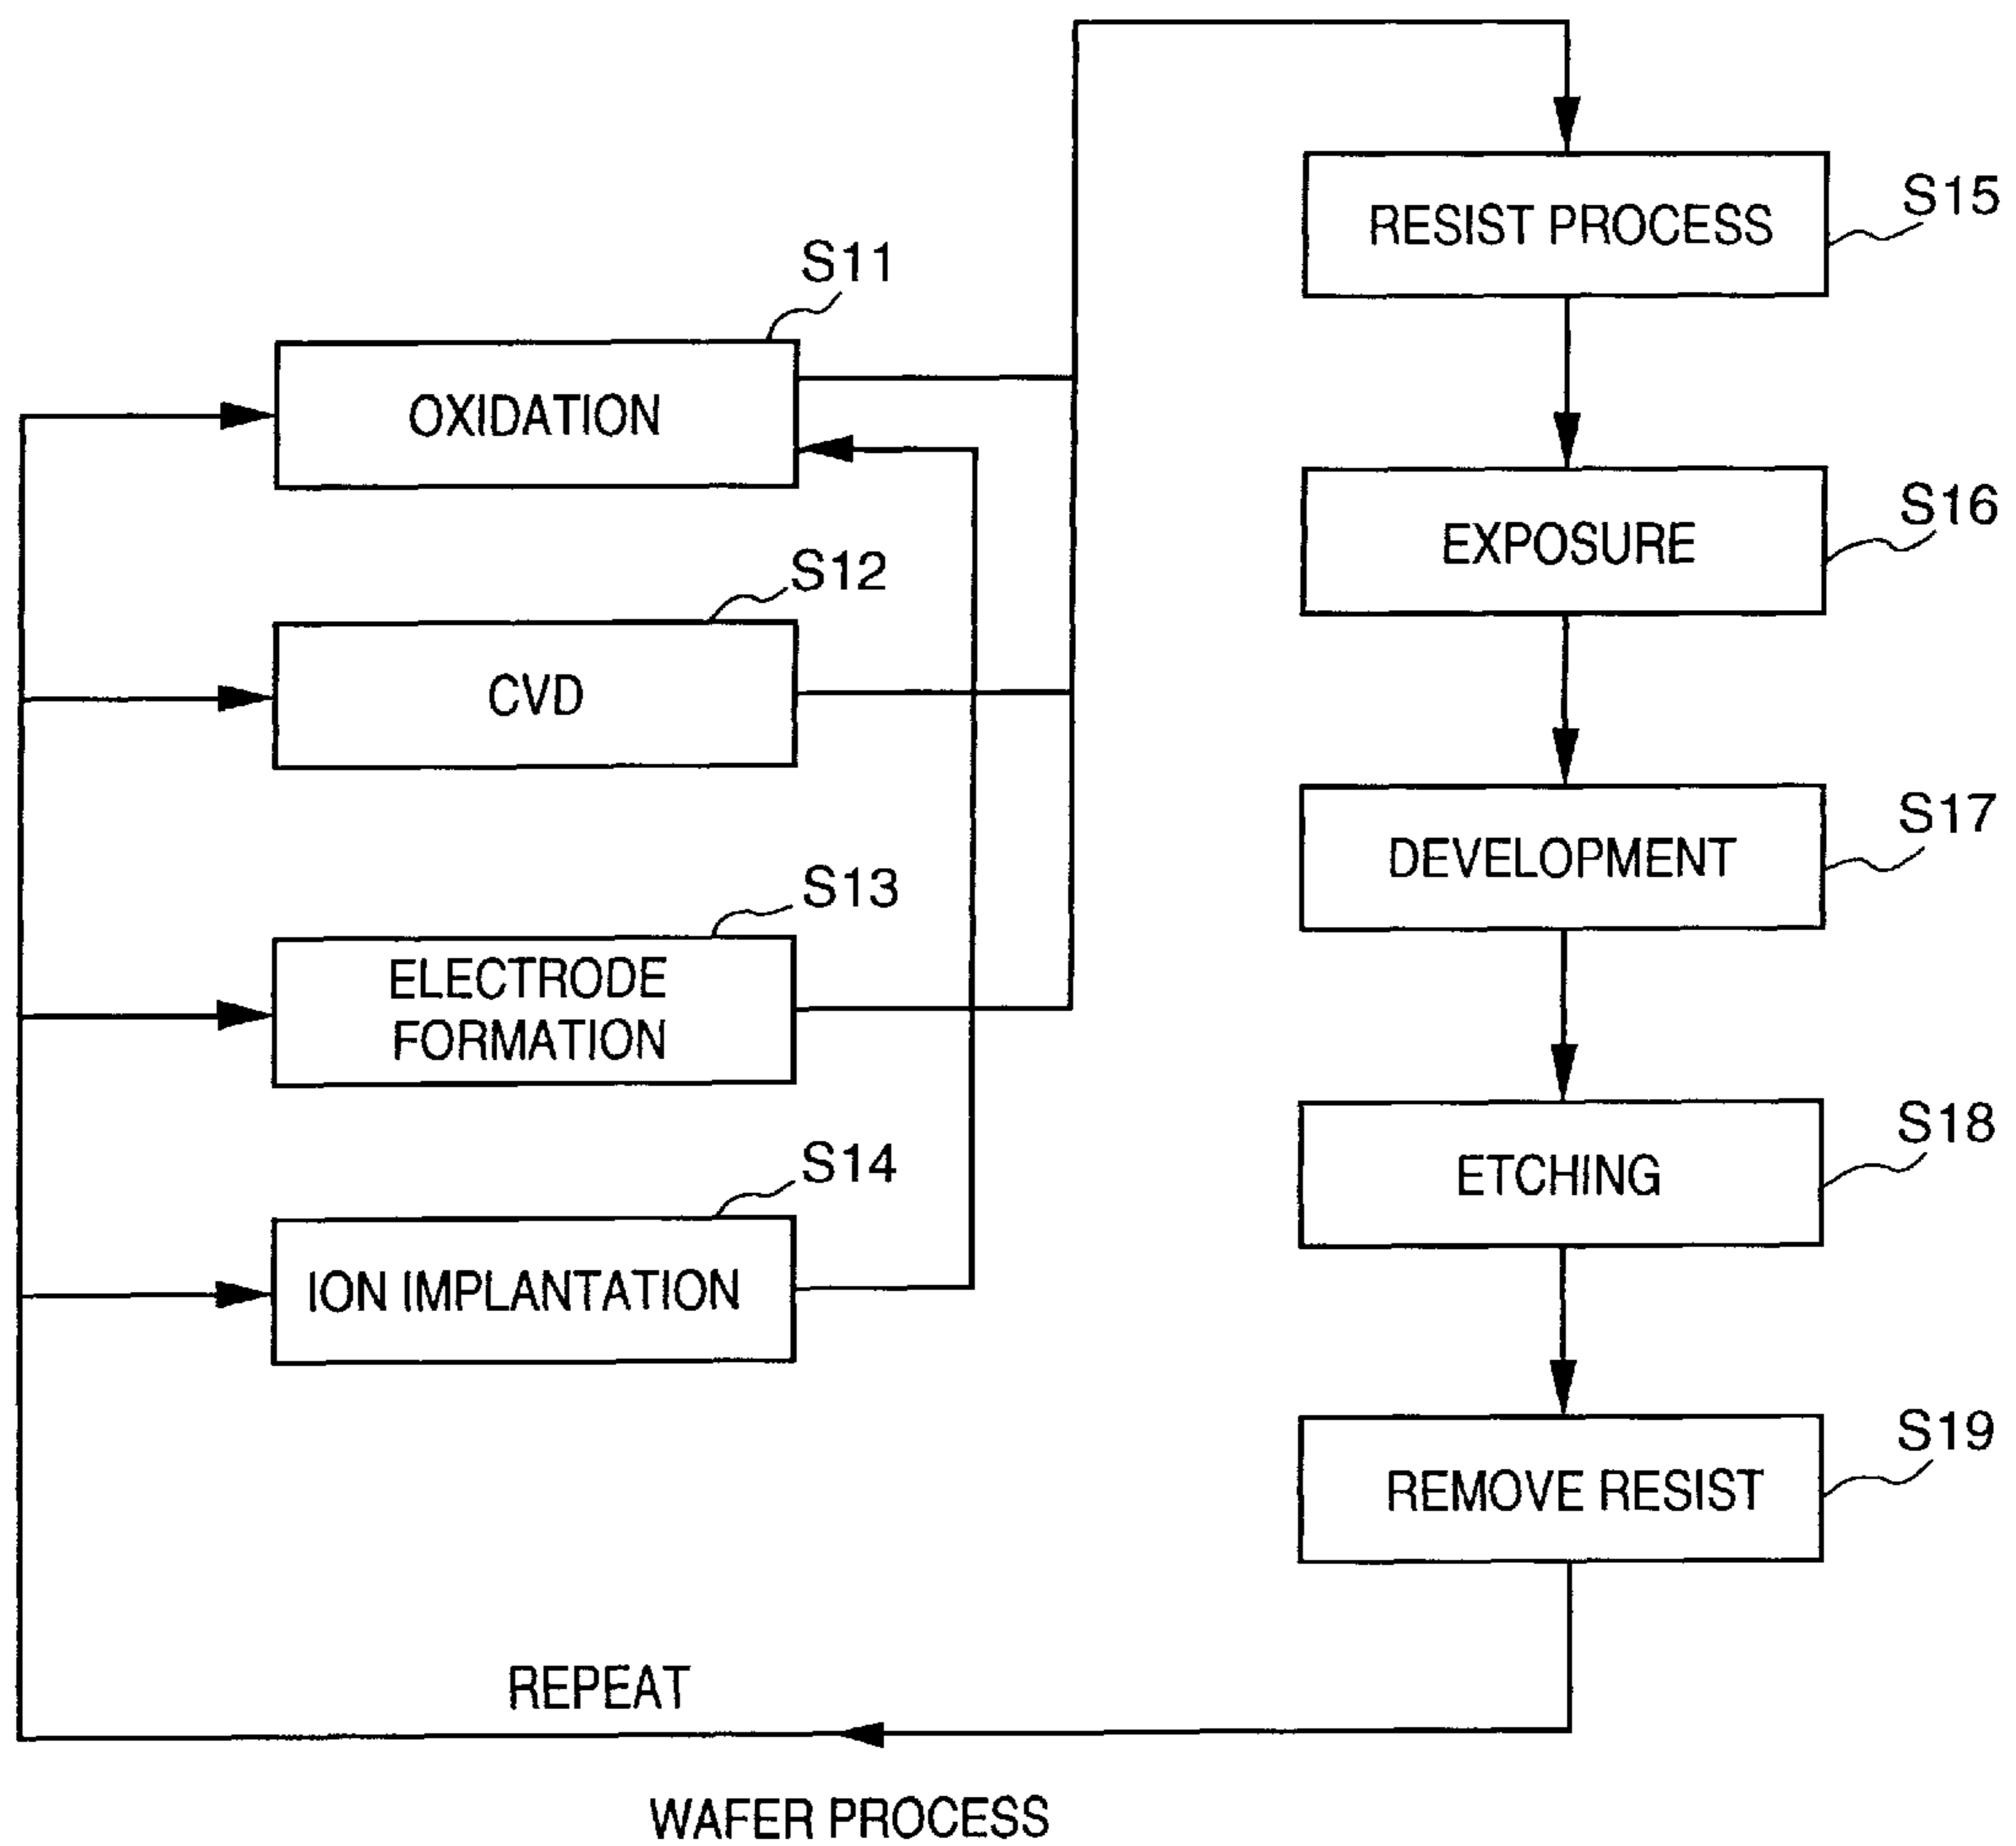 S11
OXIDATION
S12
CVD
S13
ELECTRODE
FORMATION
S14
ION IMPLANTATION
S15
RESIST PROCESS
S16
EXPOSURE
S17
DEVELOPMENT
S18
ETCHING
S19
REMOVE RESIST
REPEAT
WAFER PROCESS